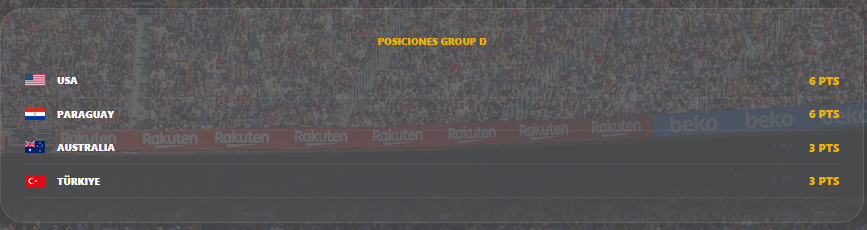 POSICIONES GROUP D
USA 6 PTS
PARAGUAY 6 PTS
Rakuten Rakuten Rakuten Rakuten Rakuten Rakuten Rakuten beko beko beko
AUSTRALIA 3 PTS
TÜRKIYE 3 PTS